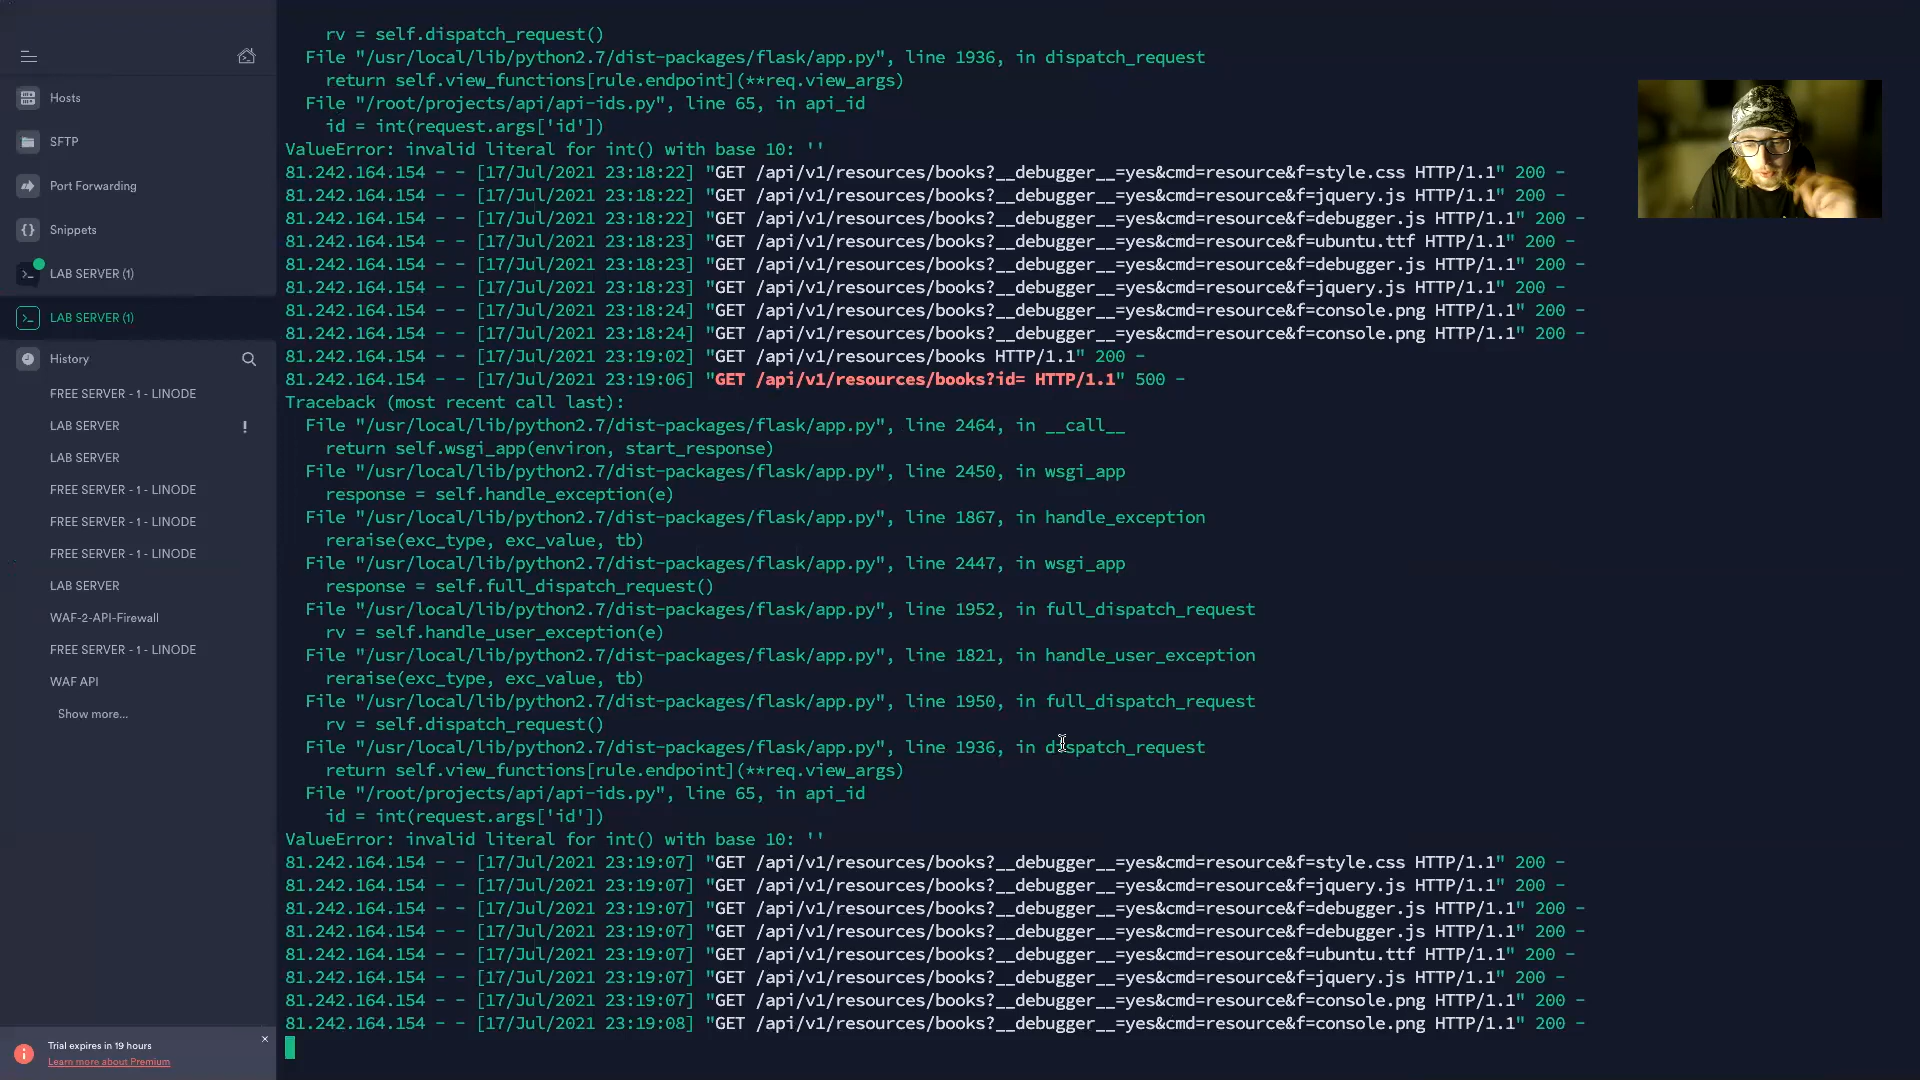 Hosts
SFTP
Port Forwarding
Snippets
LAB SERVER (1)
LAB SERVER (1)
History
FREE SERVER - 1 - LINODE
LAB SERVER
!
LAB SERVER
FREE SERVER - 1 - LINODE
FREE SERVER - 1 - LINODE
FREE SERVER - 1 - LINODE
LAB SERVER
WAF-2-API-Firewall
FREE SERVER - 1 - LINODE
WAF API
Show more...
Trial expires in 19 hours
Learn more about Premium
rv = self.dispatch_request()
File "/usr/local/lib/python2.7/dist-packages/flask/app.py", line 1936, in dispatch_request
return self.view_functions[rule.endpoint](**req.view_args)
File "/root/projects/api/api-ids.py", line 65, in api_id
id = int(request.args['id'])
ValueError: invalid literal for int() with base 10: ''
81.242.164.154 - - [17/Jul/2021 23:18:22] "GET /api/v1/resources/books?__debugger__=yes&cmd=resource&f=style.css HTTP/1.1" 200 -
81.242.164.154 - - [17/Jul/2021 23:18:22] "GET /api/v1/resources/books?__debugger__=yes&cmd=resource&f=jquery.js HTTP/1.1" 200 -
81.242.164.154 - - [17/Jul/2021 23:18:22] "GET /api/v1/resources/books?__debugger__=yes&cmd=resource&f=debugger.js HTTP/1.1" 200 -
81.242.164.154 - - [17/Jul/2021 23:18:23] "GET /api/v1/resources/books?__debugger__=yes&cmd=resource&f=ubuntu.ttf HTTP/1.1" 200 -
81.242.164.154 - - [17/Jul/2021 23:18:23] "GET /api/v1/resources/books?__debugger__=yes&cmd=resource&f=debugger.js HTTP/1.1" 200 -
81.242.164.154 - - [17/Jul/2021 23:18:23] "GET /api/v1/resources/books?__debugger__=yes&cmd=resource&f=jquery.js HTTP/1.1" 200 -
81.242.164.154 - - [17/Jul/2021 23:18:24] "GET /api/v1/resources/books?__debugger__=yes&cmd=resource&f=console.png HTTP/1.1" 200 -
81.242.164.154 - - [17/Jul/2021 23:18:24] "GET /api/v1/resources/books?__debugger__=yes&cmd=resource&f=console.png HTTP/1.1" 200 -
81.242.164.154 - - [17/Jul/2021 23:19:02] "GET /api/v1/resources/books HTTP/1.1" 200 -
81.242.164.154 - - [17/Jul/2021 23:19:06] "GET /api/v1/resources/books?id= HTTP/1.1" 500 -
Traceback (most recent call last):
File "/usr/local/lib/python2.7/dist-packages/flask/app.py", line 2464, in __call__
return self.wsgi_app(environ, start_response)
File "/usr/local/lib/python2.7/dist-packages/flask/app.py", line 2450, in wsgi_app
response = self.handle_exception(e)
File "/usr/local/lib/python2.7/dist-packages/flask/app.py", line 1867, in handle_exception
reraise(exc_type, exc_value, tb)
File "/usr/local/lib/python2.7/dist-packages/flask/app.py", line 2447, in wsgi_app
response = self.full_dispatch_request()
File "/usr/local/lib/python2.7/dist-packages/flask/app.py", line 1952, in full_dispatch_request
rv = self.handle_user_exception(e)
File "/usr/local/lib/python2.7/dist-packages/flask/app.py", line 1821, in handle_user_exception
reraise(exc_type, exc_value, tb)
File "/usr/local/lib/python2.7/dist-packages/flask/app.py", line 1950, in full_dispatch_request
rv = self.dispatch_request()
File "/usr/local/lib/python2.7/dist-packages/flask/app.py", line 1936, in dispatch_request
return self.view_functions[rule.endpoint](**req.view_args)
File "/root/projects/api/api-ids.py", line 65, in api_id
id = int(request.args['id'])
ValueError: invalid literal for int() with base 10: ''
81.242.164.154 - - [17/Jul/2021 23:19:07] "GET /api/v1/resources/books?__debugger__=yes&cmd=resource&f=style.css HTTP/1.1" 200 -
81.242.164.154 - - [17/Jul/2021 23:19:07] "GET /api/v1/resources/books?__debugger__=yes&cmd=resource&f=jquery.js HTTP/1.1" 200 -
81.242.164.154 - - [17/Jul/2021 23:19:07] "GET /api/v1/resources/books?__debugger__=yes&cmd=resource&f=debugger.js HTTP/1.1" 200 -
81.242.164.154 - - [17/Jul/2021 23:19:07] "GET /api/v1/resources/books?__debugger__=yes&cmd=resource&f=debugger.js HTTP/1.1" 200 -
81.242.164.154 - - [17/Jul/2021 23:19:07] "GET /api/v1/resources/books?__debugger__=yes&cmd=resource&f=ubuntu.ttf HTTP/1.1" 200 -
81.242.164.154 - - [17/Jul/2021 23:19:07] "GET /api/v1/resources/books?__debugger__=yes&cmd=resource&f=jquery.js HTTP/1.1" 200 -
81.242.164.154 - - [17/Jul/2021 23:19:07] "GET /api/v1/resources/books?__debugger__=yes&cmd=resource&f=console.png HTTP/1.1" 200 -
81.242.164.154 - - [17/Jul/2021 23:19:08] "GET /api/v1/resources/books?__debugger__=yes&cmd=resource&f=console.png HTTP/1.1" 200 -